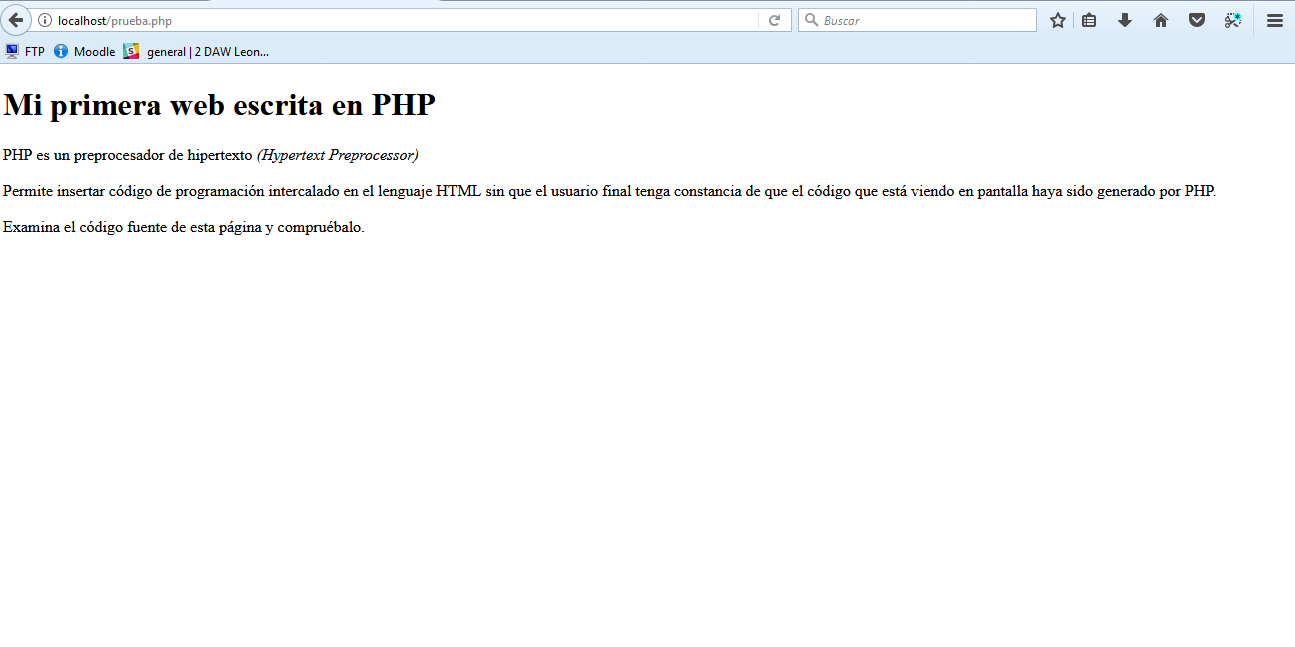 localhost/prueba.php
Buscar
FTP Moodle general | 2 DAW Leon...
Mi primera web escrita en PHP
PHP es un preprocesador de hipertexto (Hypertext Preprocessor)
Permite insertar código de programación intercalado en el lenguaje HTML sin que el usuario final tenga constancia de que el código que está viendo en pantalla haya sido generado por PHP.
Examina el código fuente de esta página y compruébalo.